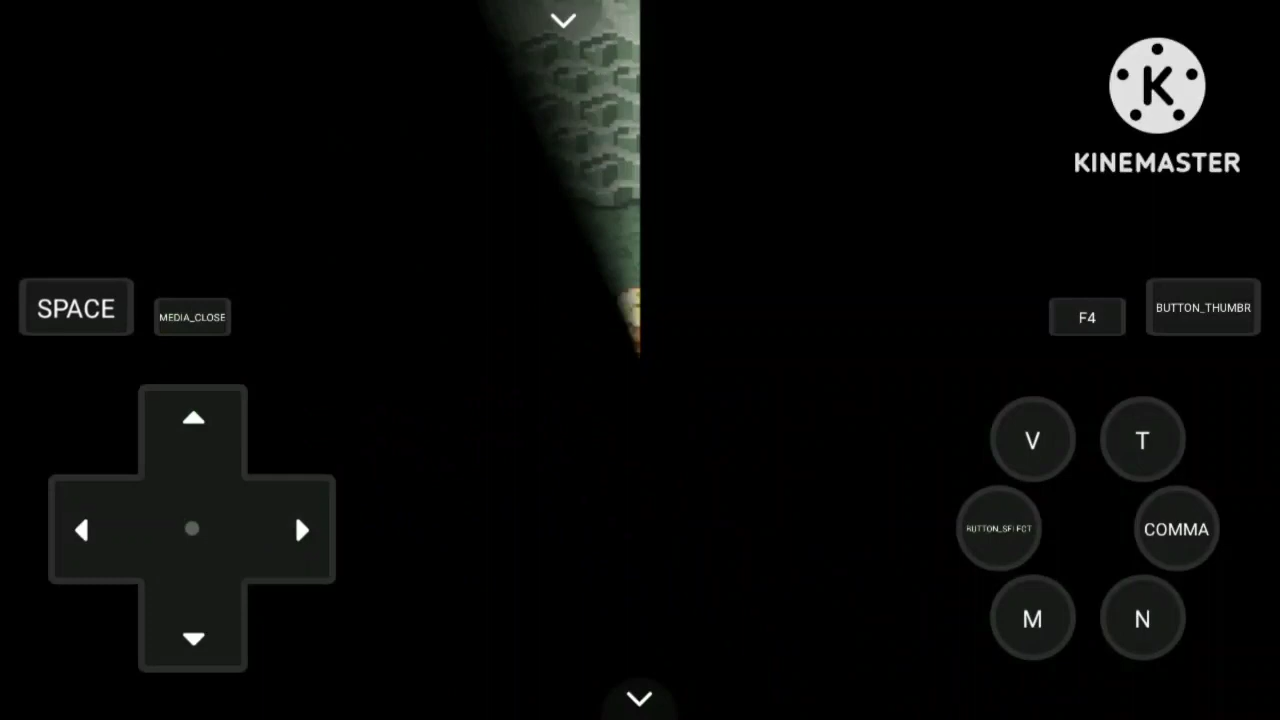 KINEMASTER
SPACE
MEDIA_CLOSE
F4
BUTTON_THUMBR
V
T
BUTTON_SELECT
COMMA
M
N